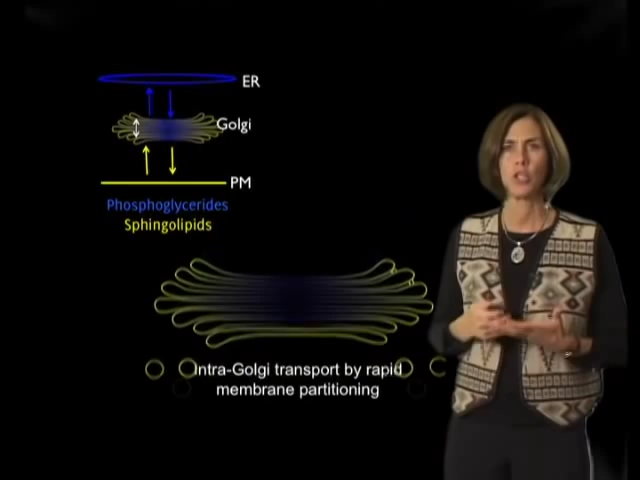 ER
Golgi
PM
Phosphoglycerides
Sphingolipids
Intra-Golgi transport by rapid
membrane partitioning